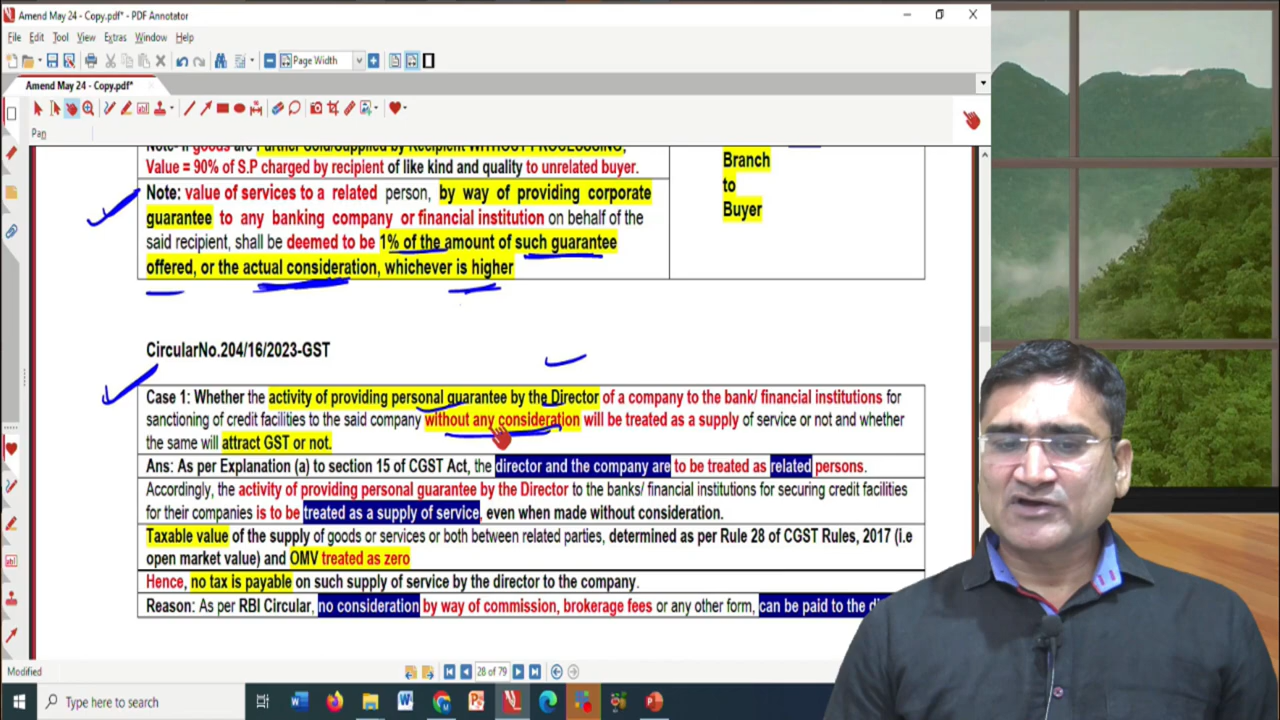 Amend May 24 - Copy.pdf* - PDF Annotator
File Edit Tool View Extras Window Help
Page Width
Amend May 24 - Copy.pdf*
Pan
Note- If goods are Further Sold/Supplied by Recipient WITHOUT PROCESSING,
Value = 90% of S.P charged by recipient of like kind and quality to unrelated buyer.
Branch
to
Buyer
Note: value of services to a related person, by way of providing corporate
guarantee to any banking company or financial institution on behalf of the
said recipient, shall be deemed to be 1% of the amount of such guarantee
offered, or the actual consideration, whichever is higher
CircularNo.204/16/2023-GST
Case 1: Whether the activity of providing personal guarantee by the Director of a company to the bank/ financial institutions for
sanctioning of credit facilities to the said company without any consideration will be treated as a supply of service or not and whether
the same will attract GST or not.
Ans: As per Explanation (a) to section 15 of CGST Act, the director and the company are to be treated as related persons.
Accordingly, the activity of providing personal guarantee by the Director to the banks/ financial institutions for securing credit facilities
for their companies is to be treated as a supply of service, even when made without consideration.
Taxable value of the supply of goods or services or both between related parties, determined as per Rule 28 of CGST Rules, 2017 (i.e
open market value) and OMV treated as zero
Hence, no tax is payable on such supply of service by the director to the company.
Reason: As per RBI Circular, no consideration by way of commission, brokerage fees or any other form, can be paid to the
Modified
28 of 79
Type here to search